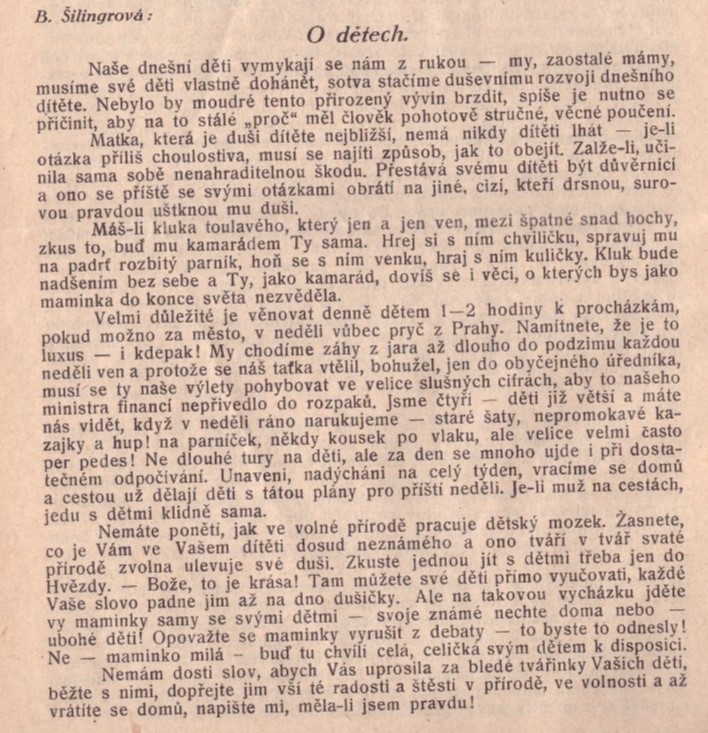 B. Šilingrová:
O dětech.
Naše dnešní děti vymykají se nám z rukou — my, zaostalé mámy,
musíme své děti vlastně dohánět, sotva stačíme duševnímu rozvoji dnešního
dítěte. Nebylo by moudré tento přirozený vývin brzdit, spíše je nutno se
přičinit, aby na to stálé „proč“ měl člověk pohotově stručné, věcné poučení.
Matka, která je duši dítěte nejbližší, nemá nikdy dítěti lhát — je-li
otázka příliš choulostiva, musí se najíti způsob, jak to obejít. Zalže-li, uči-
nila sama sobě nenahraditelnou škodu. Přestává svému dítěti být důvěrnicí
a ono se příště se svými otázkami obrátí na jiné, cizí, kteří drsnou, suro-
vou pravdou uštknou mu duši.
Máš-li kluka toulavého, který jen a jen ven, mezi špatné snad hochy,
zkus to, buď mu kamarádem Ty sama. Hrej si s ním chviličku, spravuj mu
na padrť rozbitý parník, hoň se s ním venku, hraj s ním kuličky. Kluk bude
nadšením bez sebe a Ty, jako kamarád, dovíš se i věci, o kterých bys jako
maminka do konce světa nezvěděla.
Velmi důležité je věnovat denně dětem 1—2 hodiny k procházkám,
pokud možno za město, v neděli vůbec pryč z Prahy. Namítnete, že je to
luxus — i kdepak! My chodíme záhy z jara až dlouho do podzimu každou
neděli ven a protože se náš taťka vtělil, bohužel, jen do obyčejného úředníka,
musí se ty naše výlety pohybovat ve velice slušných cifrách, aby to našeho
ministra financí nepřivedlo do rozpaků. Jsme čtyři — děti již větší a máte
nás vidět, když v neděli ráno narukujeme — staré šaty, nepromokavé ka-
zajky a hup! na parníček, někdy kousek po vlaku, ale velice velmi často
per pedes! Ne dlouhé tury na děti, ale za den se mnoho ujde i při dosta-
tečném odpočívání. Unaveni, nadýcháni na celý týden, vracíme se domů
a cestou už dělají děti s tátou plány pro příští neděli. Je-li muž na cestách,
jedu s dětmi klidně sama.
Nemáte ponětí, jak ve volné přírodě pracuje dětský mozek. Žasnete,
co je Vám ve Vašem dítěti dosud neznámého a ono tváří v tvář svaté
přírodě zvolna ulevuje své duši. Zkuste jednou jít s dětmi třeba jen do
Hvězdy. — Bože, to je krása! Tam můžete své děti přímo vyučovati, každé
Vaše slovo padne jim až na dno dušičky. Ale na takovou vycházku jděte
vy maminky samy se svými dětmi — svoje známé nechte doma nebo —
ubohé děti! Opovažte se maminky vyrušit z debaty — to byste to odnesly!
Ne — maminko milá — buď tu chvíli celá, celičká svým dětem k disposici.
Nemám dosti slov, abych Vás uprosila za bledé tvářinky Vašich dětí,
běžte s nimi, dopřejte jim vší té radosti a štěstí v přírodě, ve volnosti a až
vrátíte se domů, napište mi, měla-li jsem pravdu!